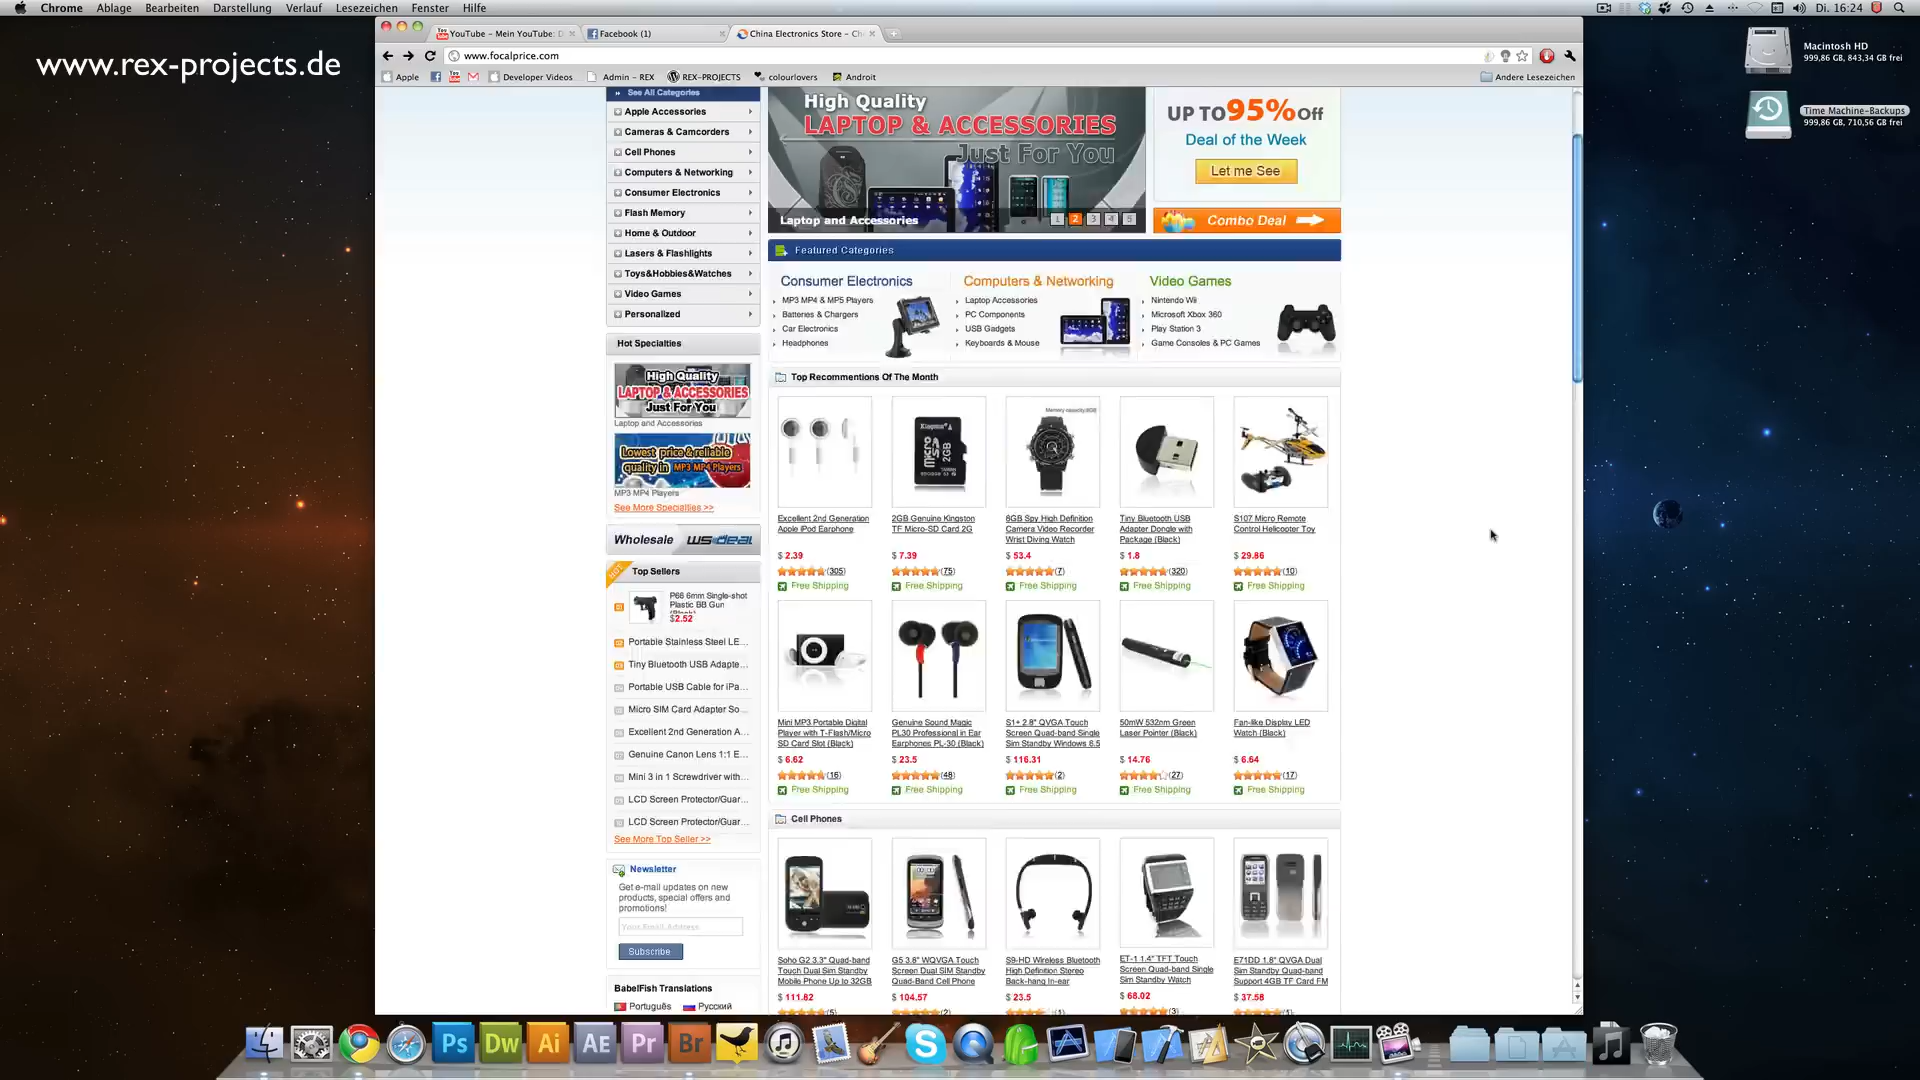 Chrome Ablage Bearbeiten Darstellung Verlauf Lesezeichen Fenster Hilfe
Di. 16:24
www.rex-projects.de
YouTube - Mein YouTube: D
Facebook (1)
China Electronics Store - Ch
www.focalprice.com
Apple
Developer Videos
Admin - REX
REX-PROJECTS
colourlovers
Androit
Andere Lesezeichen
Macintosh HD
999,86 GB, 843,34 GB frei
Time Machine-Backups
999,86 GB, 710,56 GB frei
See All Categories
Apple Accessories
Cameras & Camcorders
Cell Phones
Computers & Networking
Consumer Electronics
Flash Memory
Home & Outdoor
Lasers & Flashlights
Toys&Hobbies&Watches
Video Games
Personalized
High Quality
LAPTOP & ACCESSORIES
Just For You
Laptop and Accessories
1 2 3 4 5
UP TO 95% Off
Deal of the Week
Let me See
Combo Deal
Featured Categories
Consumer Electronics
MP3 MP4 & MP5 Players
Batteries & Chargers
Car Electronics
Headphones
Computers & Networking
Laptop Accessories
PC Components
USB Gadgets
Keyboards & Mouse
Video Games
Nintendo Wii
Microsoft Xbox 360
Play Station 3
Game Consoles & PC Games
Hot Specialties
High Quality
LAPTOP & ACCESSORIES
Just For You
Laptop and Accessories
Lowest price & reliable
quality in MP3 MP4 Players
MP3 MP4 Players
See More Specialties >>
Wholesale
Top Sellers
P66 6mm Single-shot
Plastic BB Gun
$2.52
Portable Stainless Steel LE...
Tiny Bluetooth USB Adapte...
Portable USB Cable for iPa...
Micro SIM Card Adapter So...
Excellent 2nd Generation A...
Genuine Canon Lens 1:1 E...
Mini 3 in 1 Screwdriver with...
LCD Screen Protector/Guar...
LCD Screen Protector/Guar...
See More Top Seller >>
Newsletter
Get e-mail updates on new
products, special offers and
promotions!
Your Email Address
Subscribe
BabelFish Translations
Português Русский
Top Recommentions Of The Month
Excellent 2nd Generation
Apple iPod Earphone
$ 2.39
(305)
Free Shipping
2GB Genuine Kingston
TF Micro-SD Card 2G
$ 7.39
(75)
Free Shipping
Memory capacity:8GB
8GB Spy High Definition
Camera Video Recorder
Wrist Diving Watch
$ 53.4
(7)
Free Shipping
Tiny Bluetooth USB
Adapter Dongle with
Package (Black)
$ 1.8
(320)
Free Shipping
S107 Micro Remote
Control Helicopter Toy
$ 29.86
(10)
Free Shipping
Mini MP3 Portable Digital
Player with T-Flash/Micro
SD Card Slot (Black)
$ 6.62
(16)
Free Shipping
Genuine Sound Magic
PL30 Professional in Ear
Earphones PL-30 (Black)
$ 23.5
(48)
Free Shipping
S1+ 2.8" QVGA Touch
Screen Quad-band Single
Sim Standby Windows 6.5
$ 116.31
(2)
Free Shipping
50mW 532nm Green
Laser Pointer (Black)
$ 14.76
(27)
Free Shipping
Fan-like Display LED
Watch (Black)
$ 6.64
(17)
Free Shipping
Cell Phones
Soho G2 3.3" Quad-band
Touch Dual Sim Standby
Mobile Phone Up to 32GB
$ 111.82
(5)
G5 3.6" WQVGA Touch
Screen Dual SIM Standby
Quad-Band Cell Phone
$ 104.57
(2)
S9-HD Wireless Bluetooth
High Definition Stereo
Back-hang In-ear
$ 23.5
ET-1 1.4" TFT Touch
Screen Quad-band Single
Sim Standby Watch
$ 68.02
(3)
E71DD 1.8" QVGA Dual
Sim Standby Quad-band
Support 4GB TF Card FM
$ 37.58
Ps Dw Ai AE Pr Br